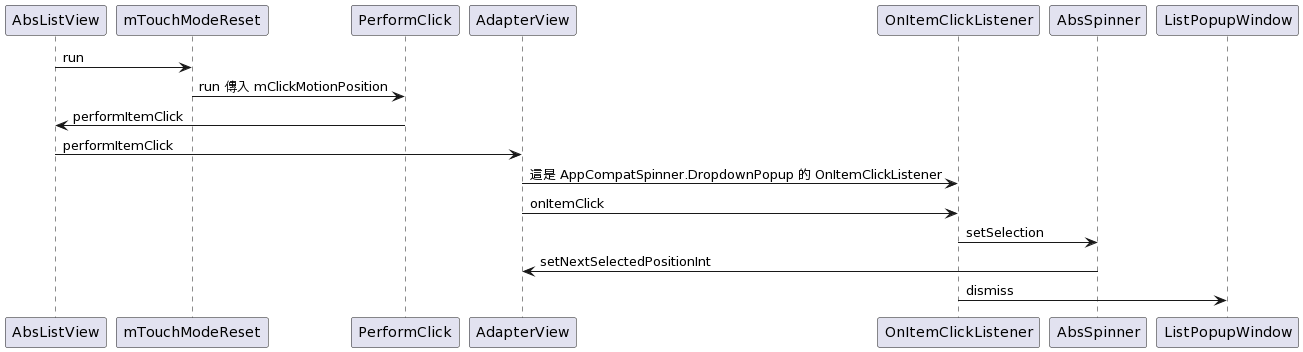 AbsListView mTouchModeReset PerformClick AdapterView OnItemClickListener AbsSpinner ListPopupWindow
run
run 傳入 mClickMotionPosition
performItemClick
performItemClick
這是 AppCompatSpinner.DropdownPopup 的 OnItemClickListener
onItemClick
setSelection
setNextSelectedPositionInt
dismiss
AbsListView mTouchModeReset PerformClick AdapterView OnItemClickListener AbsSpinner ListPopupWindow